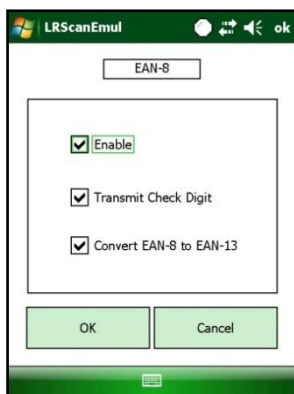 LRScanEmul ok
EAN-8
Enable
Transmit Check Digit
Convert EAN-8 to EAN-13
OK Cancel